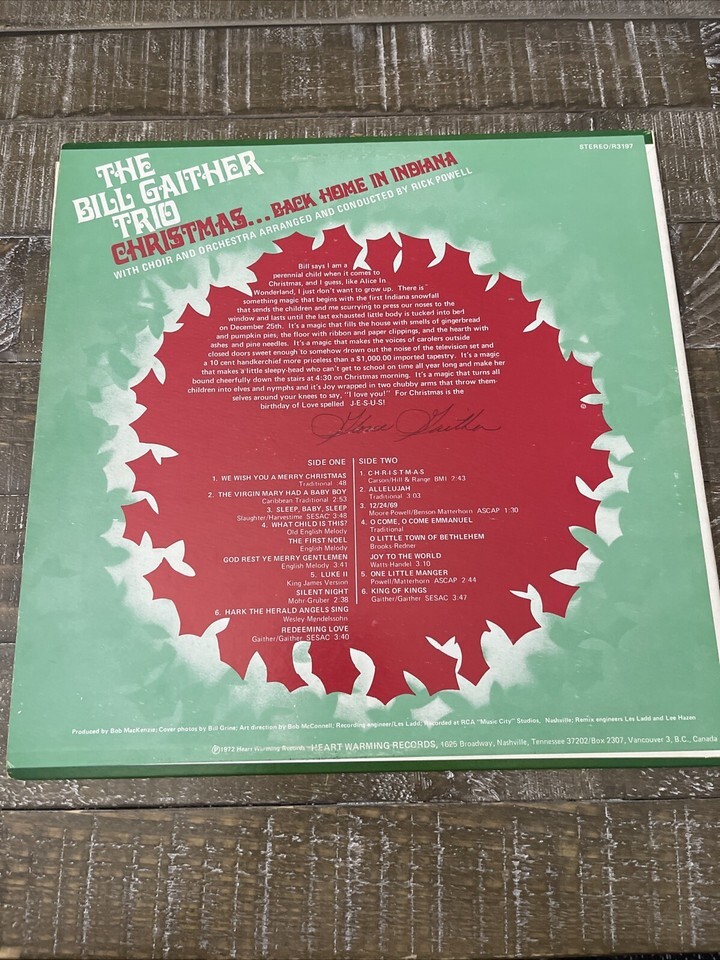 STEREO/R3197
THE
BILL GAITHER
TRIO
CHRISTMAS... BACK HOME IN INDIANA
WITH CHOIR AND ORCHESTRA ARRANGED AND CONDUCTED BY RICK POWELL
Bill says I am a
perennial child when it comes to
Christmas, and I guess, like Alice In
Wonderland, I just don't want to grow up. There is
something magic that begins with the first Indiana snowfall
that sends the children and me scurrying to press our noses to the
window and lasts until the last exhausted little body is tucked into bed
on December 25th. It's a magic that fills the house with smells of gingerbread
and pumpkin pies, the floor with ribbon and paper clippings, and the hearth with
ashes and pine needles. It's a magic that makes the voices of carolers outside
closed doors sweet enough to somehow drown out the noise of the television set and
a 10 cent handkerchief more priceless than a $1,000.00 imported tapestry. It's a magic
that makes a little sleepy-head who can't get to school on time all year long and make her
bound cheerfully down the stairs at 4:30 on Christmas morning. It's a magic that turns all
children into elves and nymphs and it's Joy wrapped in two chubby arms that throw them-
selves around your knees to say, "I love you!" For Christmas is the
birthday of Love spelled J-E-S-U-S!
Gloria Gaither
SIDE ONE
1. WE WISH YOU A MERRY CHRISTMAS
Traditional :48
2. THE VIRGIN MARY HAD A BABY BOY
Caribbean Traditional 2:53
3. SLEEP, BABY, SLEEP
Slaughter/Harvestime SESAC 3:48
4. WHAT CHILD IS THIS?
Old English Melody
THE FIRST NOEL
English Melody
GOD REST YE MERRY GENTLEMEN
English Melody 3:41
5. LUKE II
King James Version
SILENT NIGHT
Mohr-Gruber 2:38
6. HARK THE HERALD ANGELS SING
Wesley Mendelssohn
REDEEMING LOVE
Gaither/Gaither SESAC 3:40
SIDE TWO
1. C-H-R-I-S-T-M-A-S
Carson/Hill & Range BMI 2:43
2. ALLELUJAH
Traditional 3:03
3. 12/24/69
Moore Powell/Benson Matterhorn ASCAP 1:30
4. O COME, O COME EMMANUEL
Traditional
O LITTLE TOWN OF BETHLEHEM
Brooks-Redner
JOY TO THE WORLD
Watts-Handel 3:10
5. ONE LITTLE MANGER
Powell/Matterhorn ASCAP 2:44
6. KING OF KINGS
Gaither/Gaither SESAC 3:47
Produced by Bob MacKenzie; Cover photos by Bill Grine; Art direction by Bob McConnell; Recording engineer/Les Ladd; Recorded at RCA "Music City" Studios, Nashville; Remix engineers Les Ladd and Lee Hazen
Ⓟ1972 Heart Warming Records—HEART WARMING RECORDS, 1625 Broadway, Nathville, Tennessee 37202/Box 2307, Vancouver 3, B.C., Canada